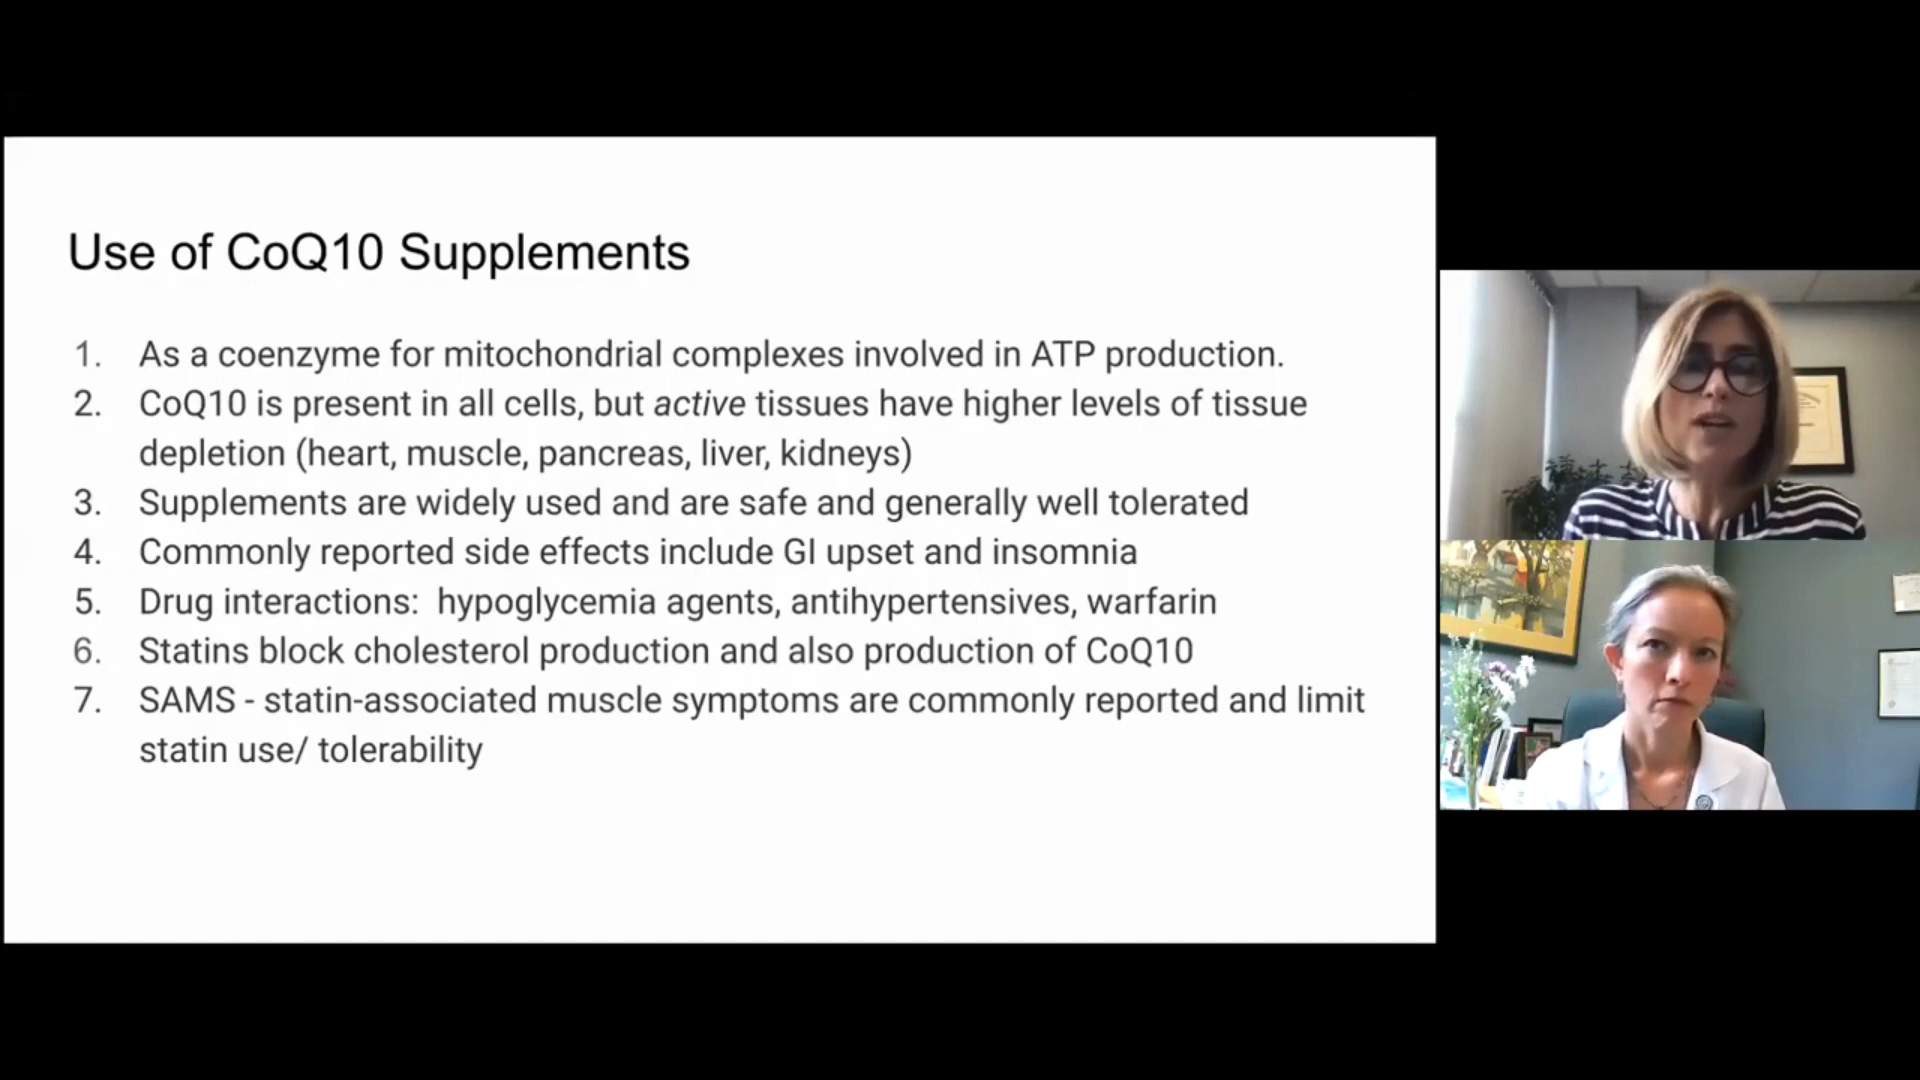 Use of CoQ10 Supplements
1. As a coenzyme for mitochondrial complexes involved in ATP production.
2. CoQ10 is present in all cells, but active tissues have higher levels of tissue
depletion (heart, muscle, pancreas, liver, kidneys)
3. Supplements are widely used and are safe and generally well tolerated
4. Commonly reported side effects include GI upset and insomnia
5. Drug interactions: hypoglycemia agents, antihypertensives, warfarin
6. Statins block cholesterol production and also production of CoQ10
7. SAMS - statin-associated muscle symptoms are commonly reported and limit
statin use/ tolerability